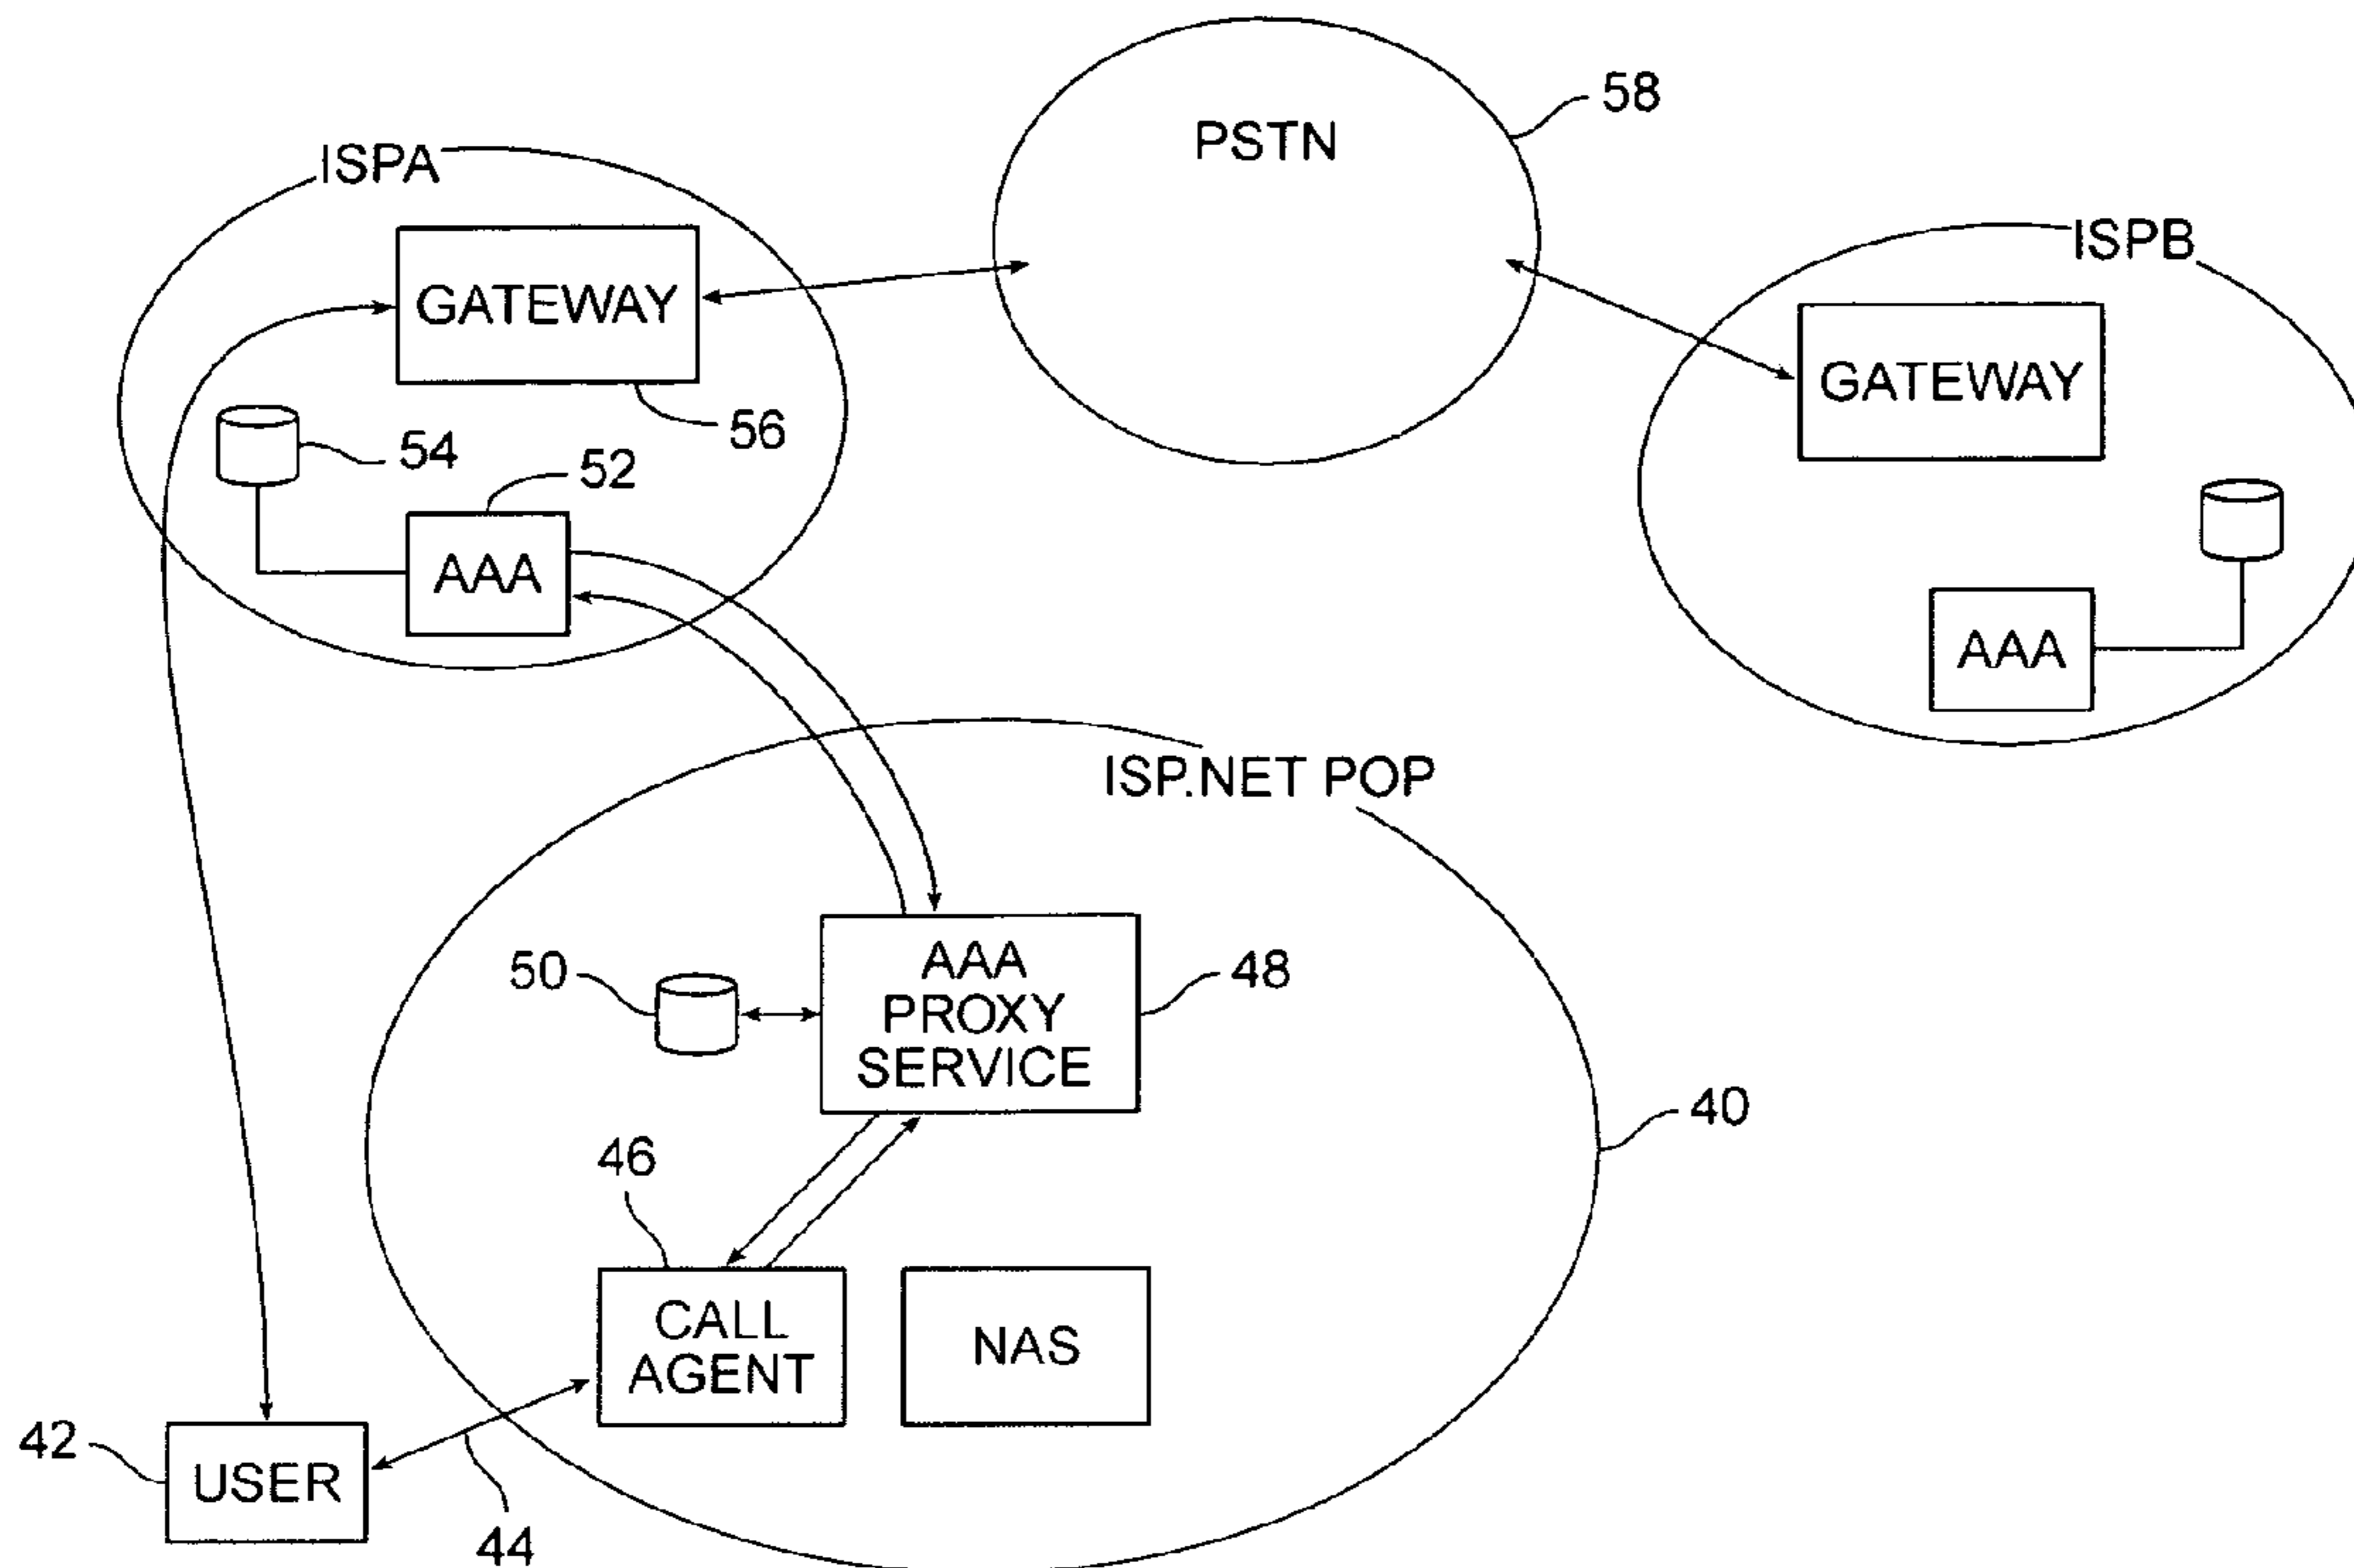 58
PSTN
ISPA
ISPB
GATEWAY
GATEWAY
56
54
52
AAA
AAA
ISP.NET POP
50
AAA
PROXY
SERVICE
48
40
46
CALL
AGENT
NAS
42
USER
44